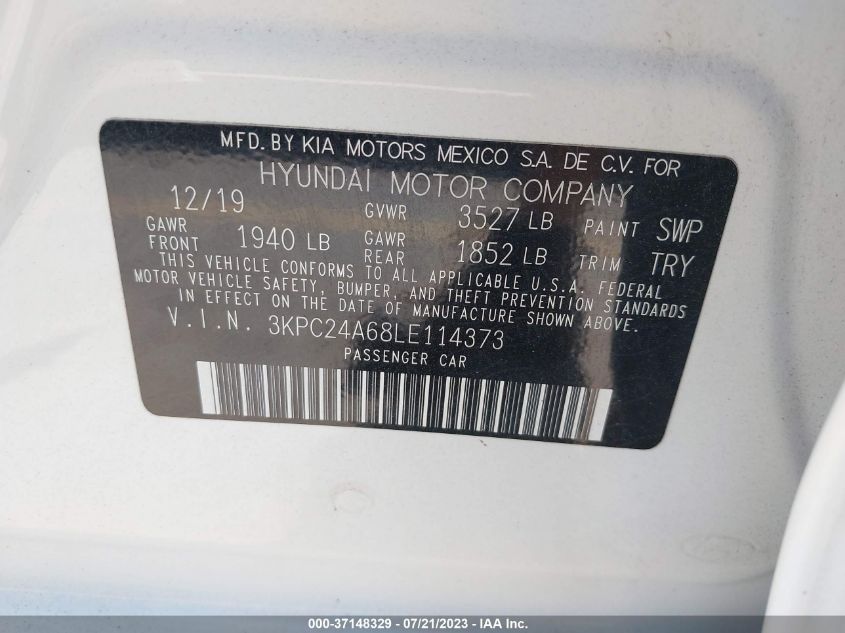 MFD. BY KIA MOTORS MEXICO S.A. DE C.V. FOR
HYUNDAI MOTOR COMPANY
12/19 GVWR 3527 LB PAINT SWP
GAWR FRONT 1940 LB GAWR REAR 1852 LB TRIM TRY
THIS VEHICLE CONFORMS TO ALL APPLICABLE U.S.A. FEDERAL
MOTOR VEHICLE SAFETY, BUMPER, AND THEFT PREVENTION STANDARDS
IN EFFECT ON THE DATE OF MANUFACTURE SHOWN ABOVE.
V.I.N. 3KPC24A68LE114373
PASSENGER CAR
000-37148329 - 07/21/2023 - IAA Inc.